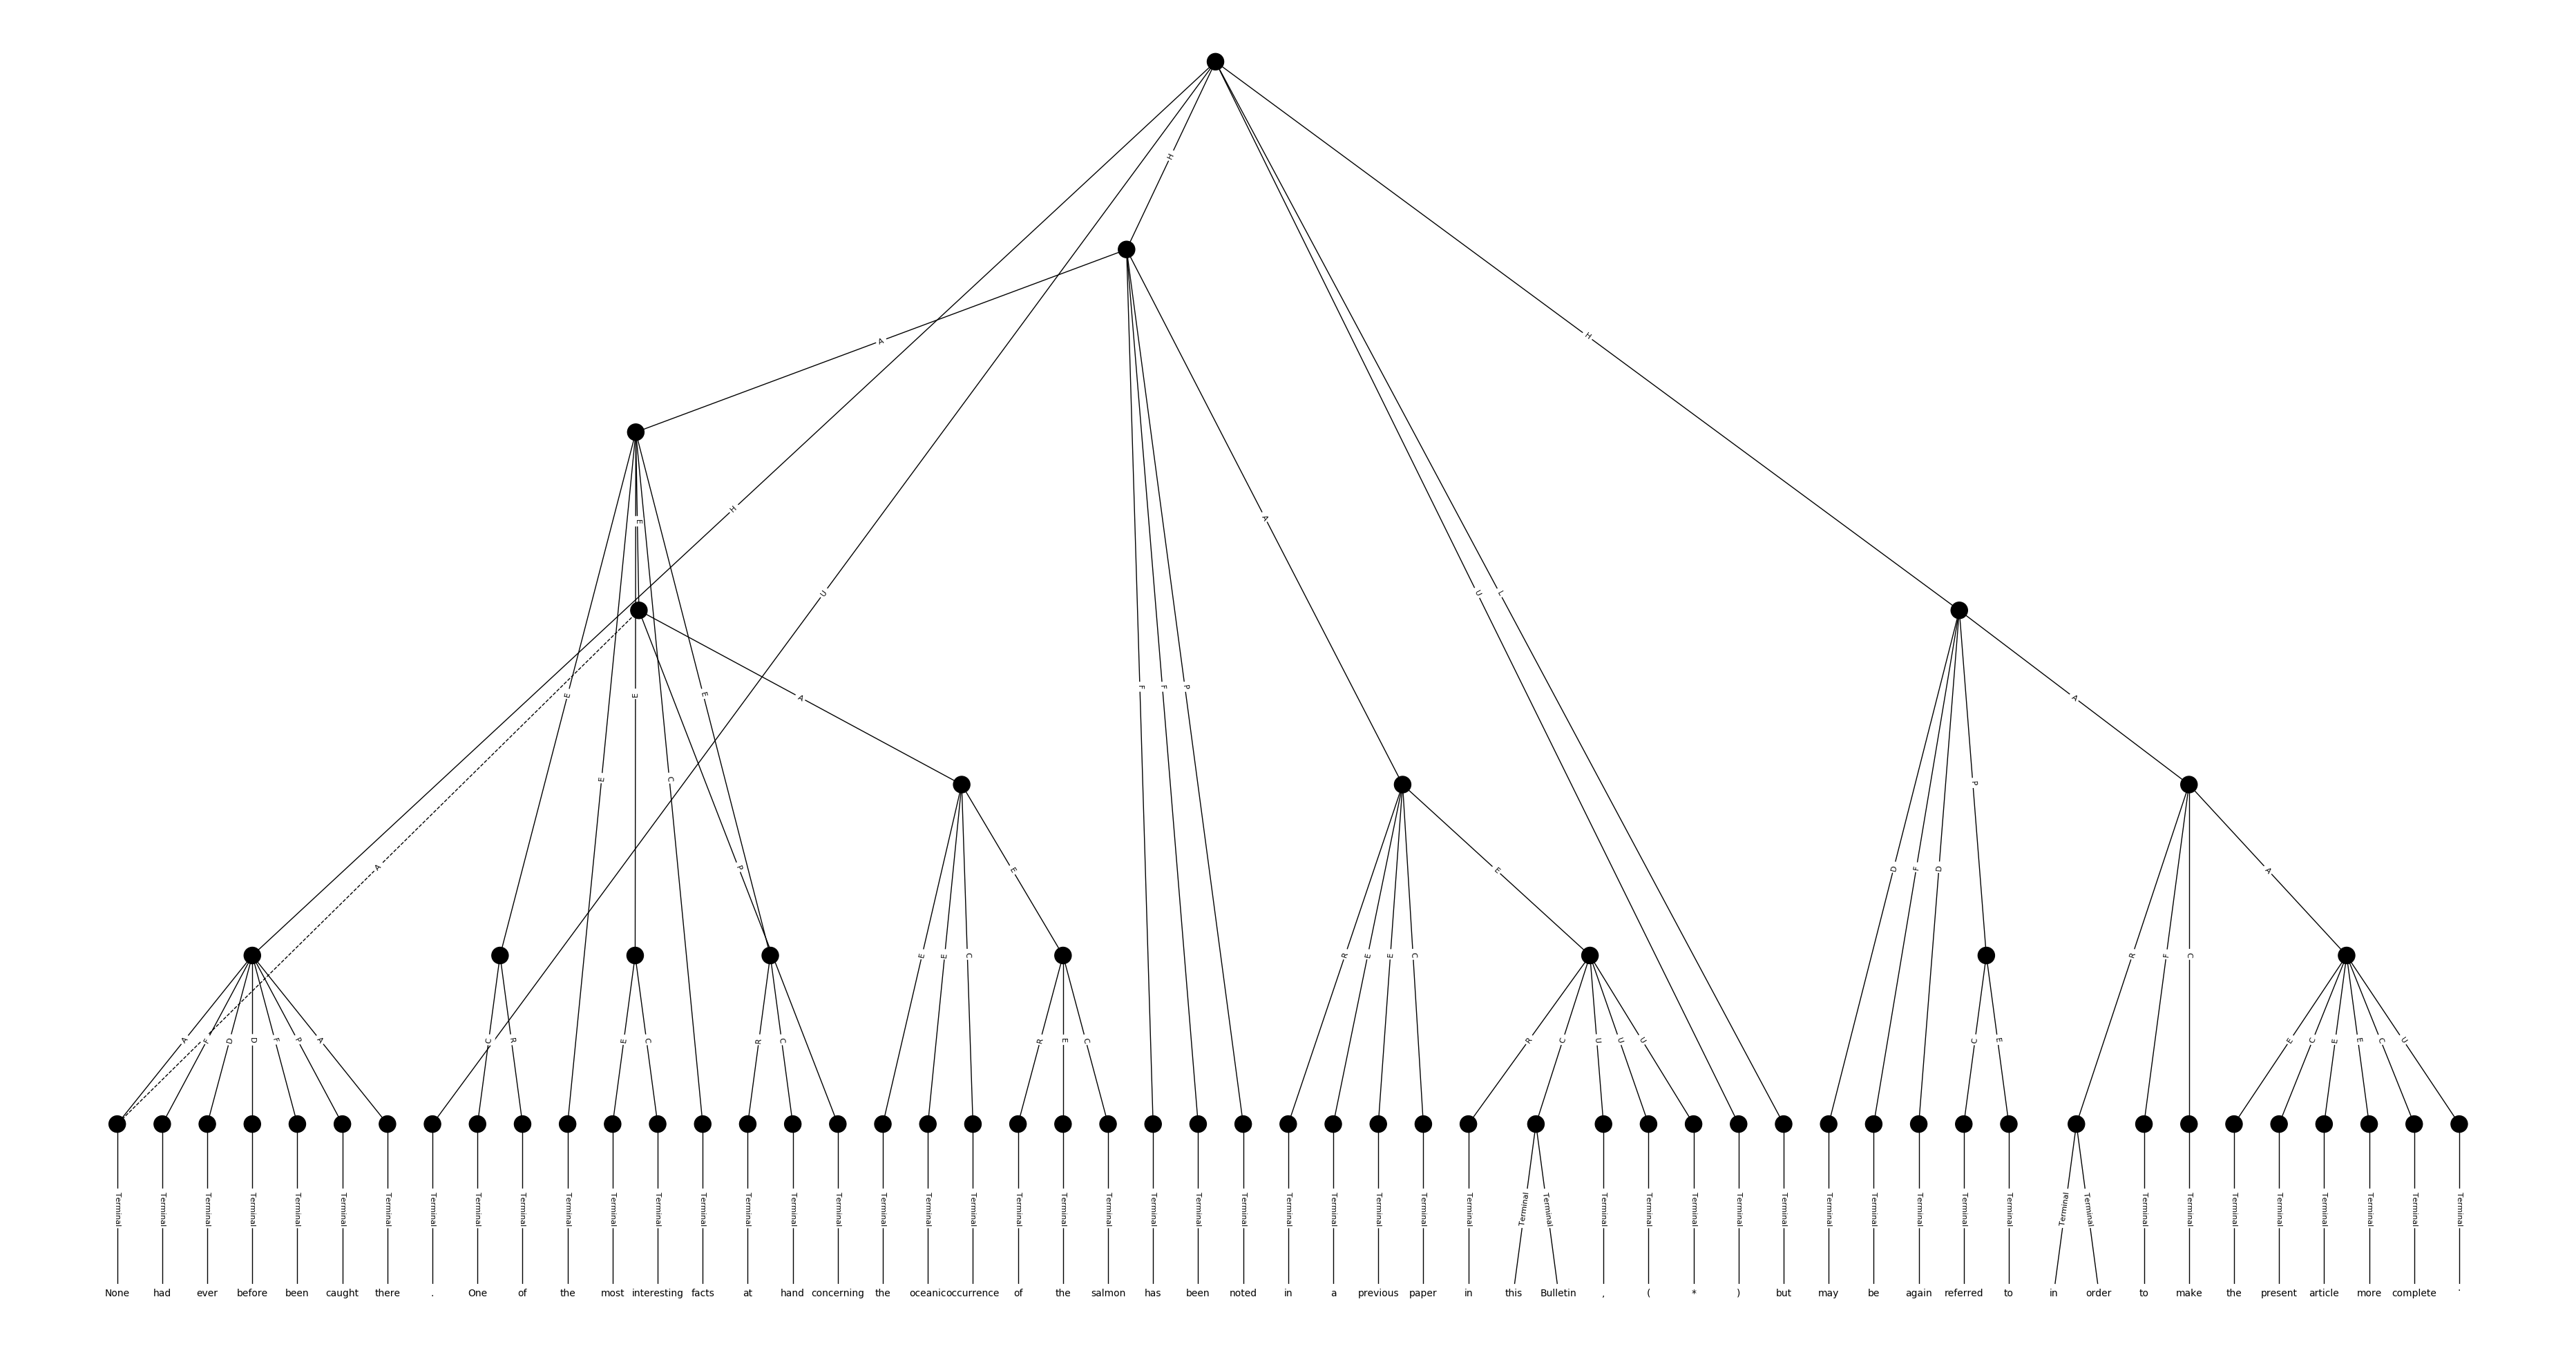 H
A
H
E
U
A
U
L
H
E
E
E
A
F
F
P
A
E
C
P
A
P
E
D
F
D
E
A
E
E
C
R
E
E
C
R
F
C
A
F
D
D
F
P
A
C
R
E
C
R
C
R
E
C
R
C
U
U
U
C
E
E
C
E
E
C
U
Terminal Terminal Terminal Terminal Terminal Terminal Terminal Terminal Terminal Terminal Terminal Terminal Terminal Terminal Terminal Terminal Terminal Terminal Terminal Terminal Terminal Terminal Terminal Terminal Terminal Terminal Terminal Terminal Terminal Terminal Terminal Terminal Terminal Terminal Terminal Terminal Terminal Terminal Terminal Terminal Terminal Terminal Terminal Terminal Terminal Terminal Terminal Terminal Terminal Terminal Terminal Terminal Terminal
None had ever before been caught there . One of the most interesting facts at hand concerning the oceanic occurrence of the salmon has been noted in a previous paper in this Bulletin , ( * ) but may be again referred to in order to make the present article more complete